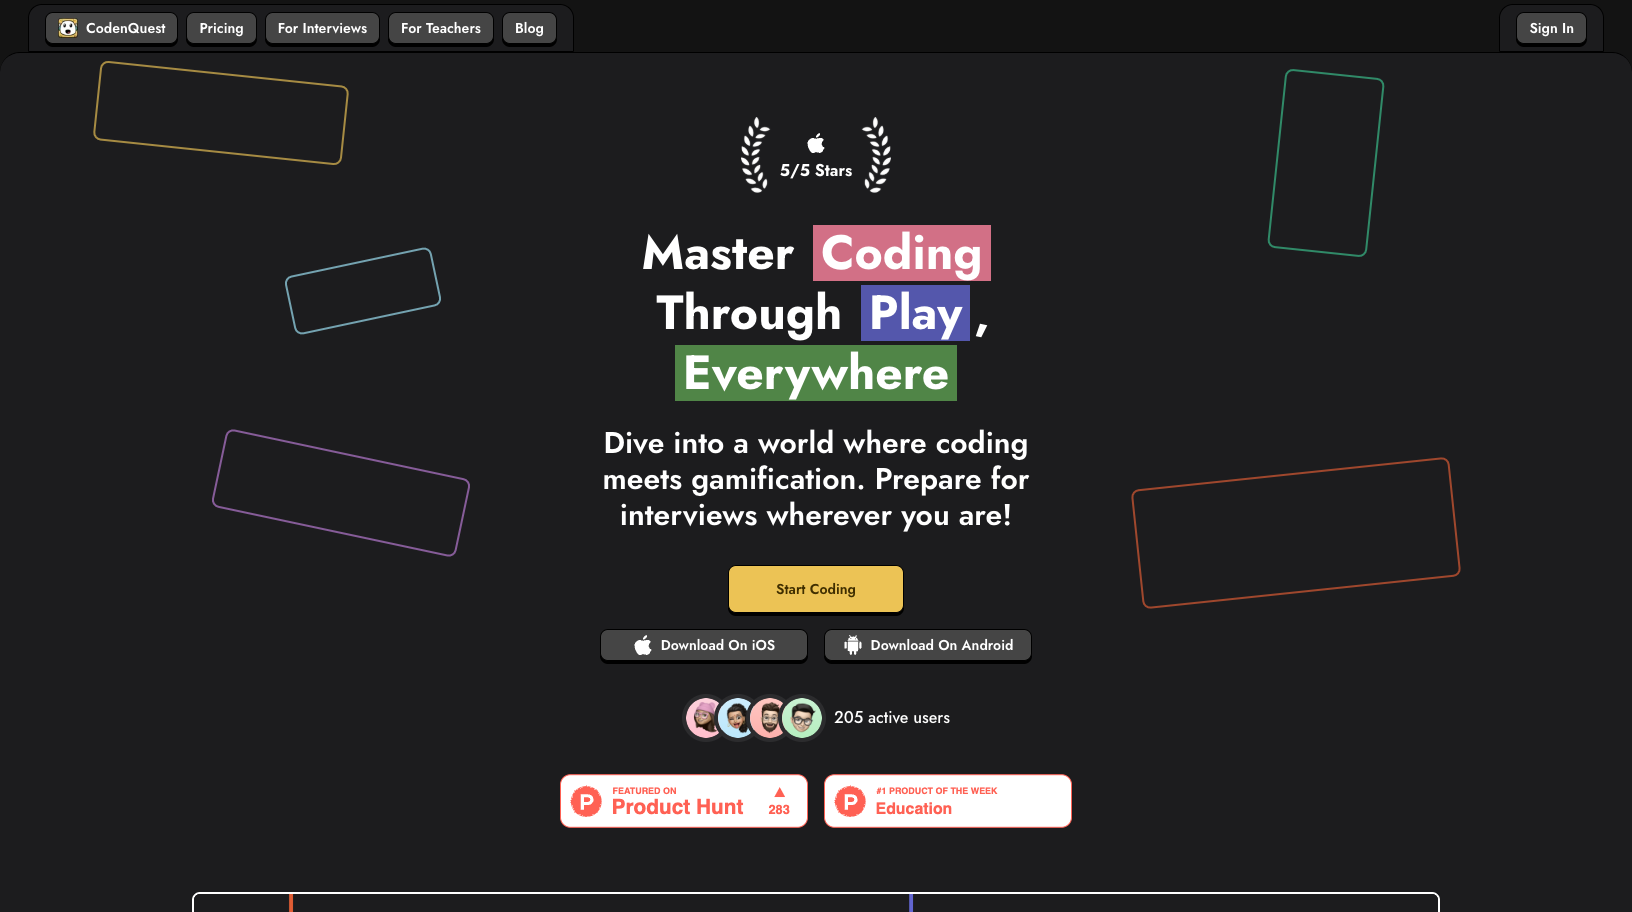 CodenQuest
Pricing
For Interviews
For Teachers
Blog
Sign In
5/5 Stars
Master Coding
Through Play,
Everywhere
Dive into a world where coding
meets gamification. Prepare for
interviews wherever you are!
Start Coding
Download On iOS
Download On Android
205 active users
P
FEATURED ON
Product Hunt
283
P
#1 PRODUCT OF THE WEEK
Education